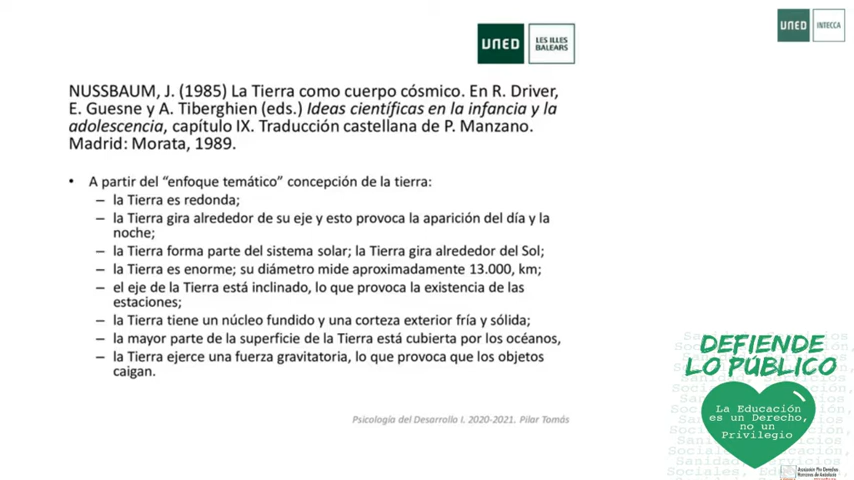 UNED
LES ILLES
BALEARS
UNED
INTECCA
NUSSBAUM, J. (1985) La Tierra como cuerpo cósmico. En R. Driver,
E. Guesne y A. Tiberghien (eds.) Ideas científicas en la infancia y la
adolescencia, capítulo IX. Traducción castellana de P. Manzano.
Madrid: Morata, 1989.
• A partir del “enfoque temático” concepción de la tierra:
– la Tierra es redonda;
– la Tierra gira alrededor de su eje y esto provoca la aparición del día y la
noche;
– la Tierra forma parte del sistema solar; la Tierra gira alrededor del Sol;
– la Tierra es enorme; su diámetro mide aproximadamente 13.000, km;
– el eje de la Tierra está inclinado, lo que provoca la existencia de las
estaciones;
– la Tierra tiene un núcleo fundido y una corteza exterior fría y sólida;
– la mayor parte de la superficie de la Tierra está cubierta por los océanos,
– la Tierra ejerce una fuerza gravitatoria, lo que provoca que los objetos
caigan.
Psicología del Desarrollo I. 2020-2021. Pilar Tomás
DEFIENDE
LO PÚBLICO
La Educación
es un Derecho,
no un
Privilegio